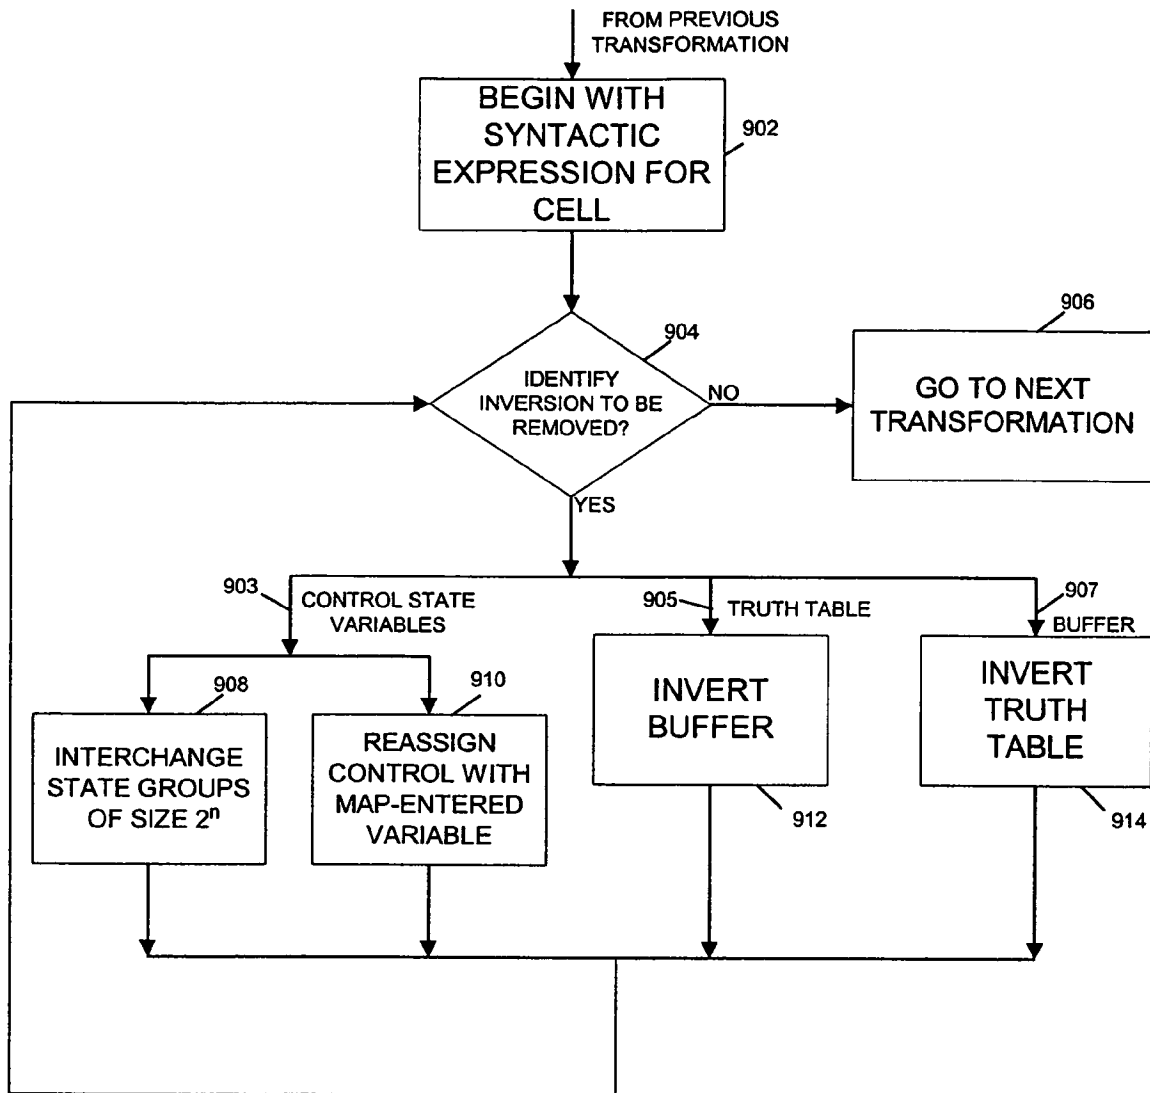 FROM PREVIOUS
TRANSFORMATION
BEGIN WITH
SYNTACTIC
EXPRESSION FOR
CELL
902
904
IDENTIFY
INVERSION TO BE
REMOVED?
NO
906
GO TO NEXT
TRANSFORMATION
YES
903
CONTROL STATE
VARIABLES
905
TRUTH TABLE
907
BUFFER
908
INTERCHANGE
STATE GROUPS
OF SIZE 2ⁿ
910
REASSIGN
CONTROL WITH
MAP-ENTERED
VARIABLE
INVERT
BUFFER
912
INVERT
TRUTH
TABLE
914